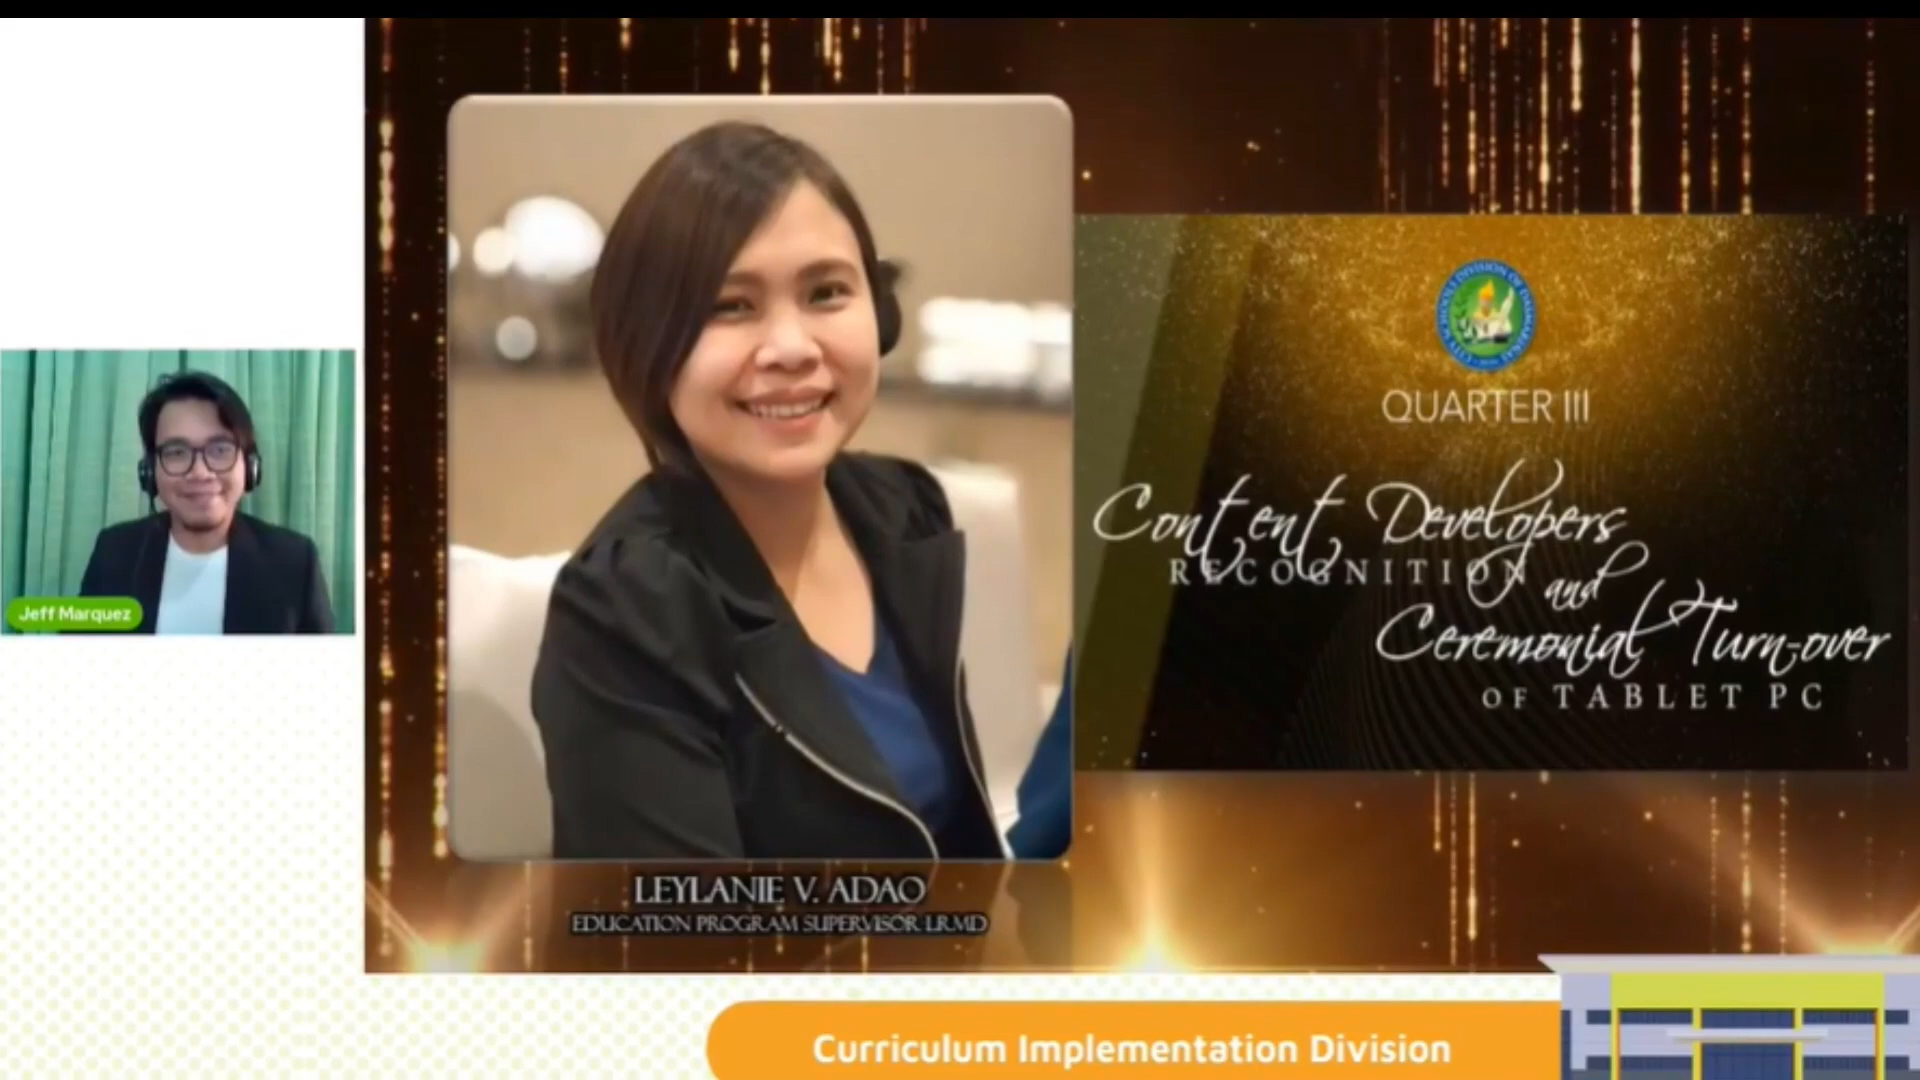 Jeff Marquez
LEYLANIE V. ADAO
EDUCATION PROGRAM SUPERVISOR LRMD
QUARTER III
Content Developers
RECOGNITION and
Ceremonial Turn-over
OF TABLET PC
Curriculum Implementation Division